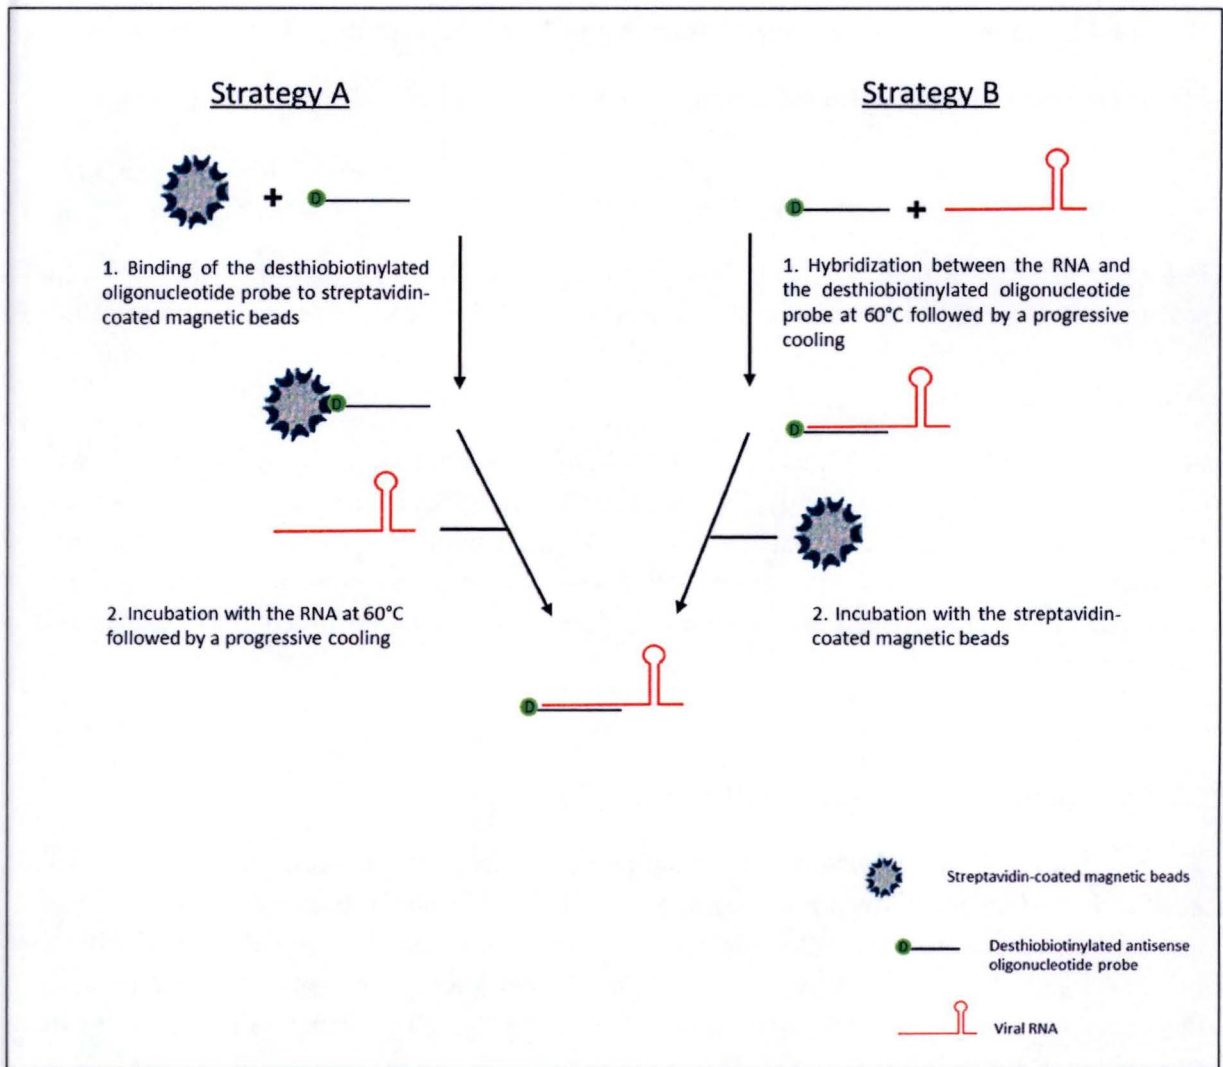 Strategy A
Strategy B
D
D
1. Binding of the desthiobiotinylated
oligonucleotide probe to streptavidin-
coated magnetic beads
1. Hybridization between the RNA and
the desthiobiotinylated oligonucleotide
probe at 60°C followed by a progressive
cooling
D
D
2. Incubation with the RNA at 60°C
followed by a progressive cooling
2. Incubation with the streptavidin-
coated magnetic beads
D
Streptavidin-coated magnetic beads
D
Desthiobiotinylated antisense
oligonucleotide probe
Viral RNA